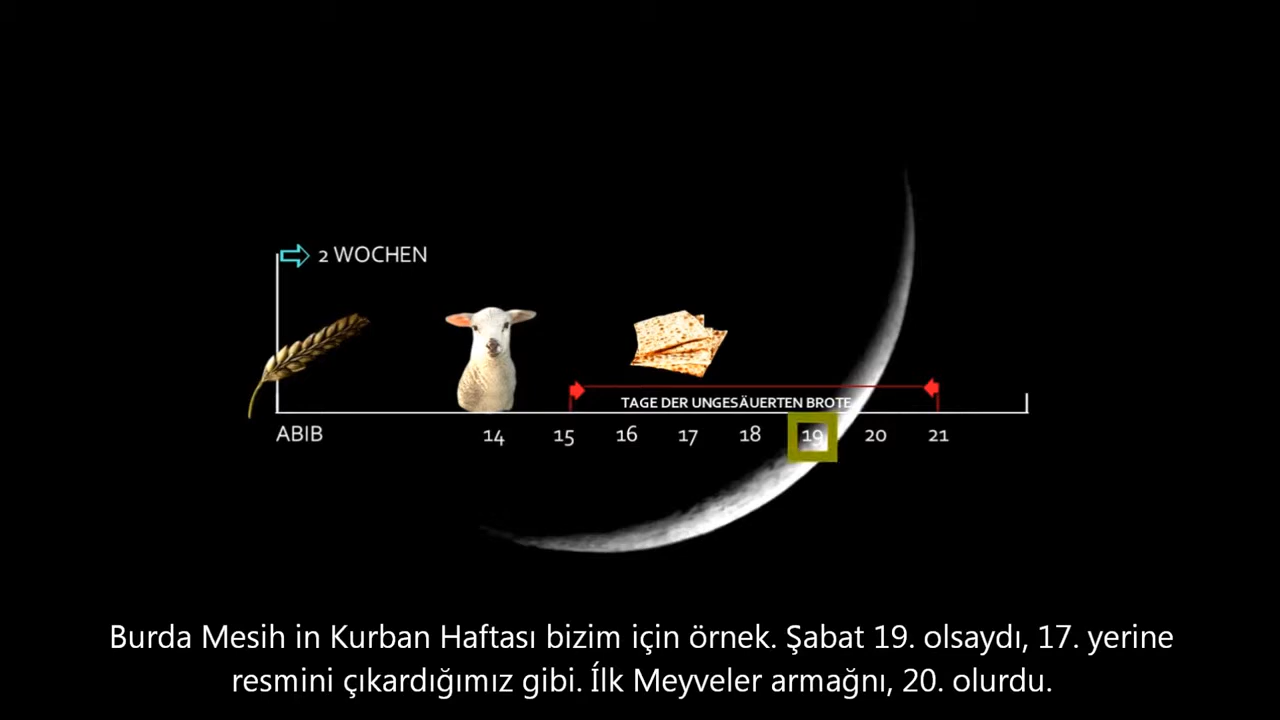 2 WOCHEN
TAGE DER UNGESÄUERTEN BROTE
ABIB 14 15 16 17 18 19 20 21
Burda Mesih in Kurban Haftası bizim için örnek. Şabat 19. olsaydı, 17. yerine
resmini çıkardığımız gibi. Ílk Meyveler armağnı, 20. olurdu.